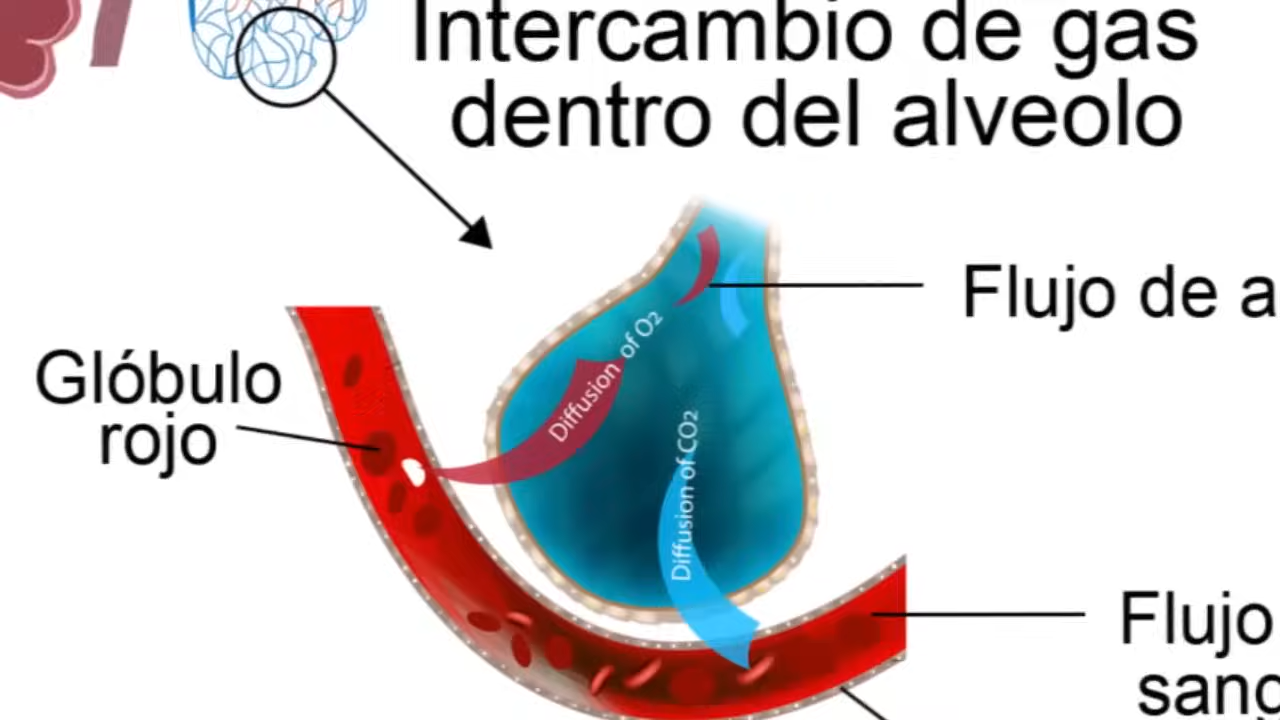 Intercambio de gas
dentro del alveolo
Flujo de a
Glóbulo
rojo
Diffusion of O2
Diffusion of CO2
Flujo
sang